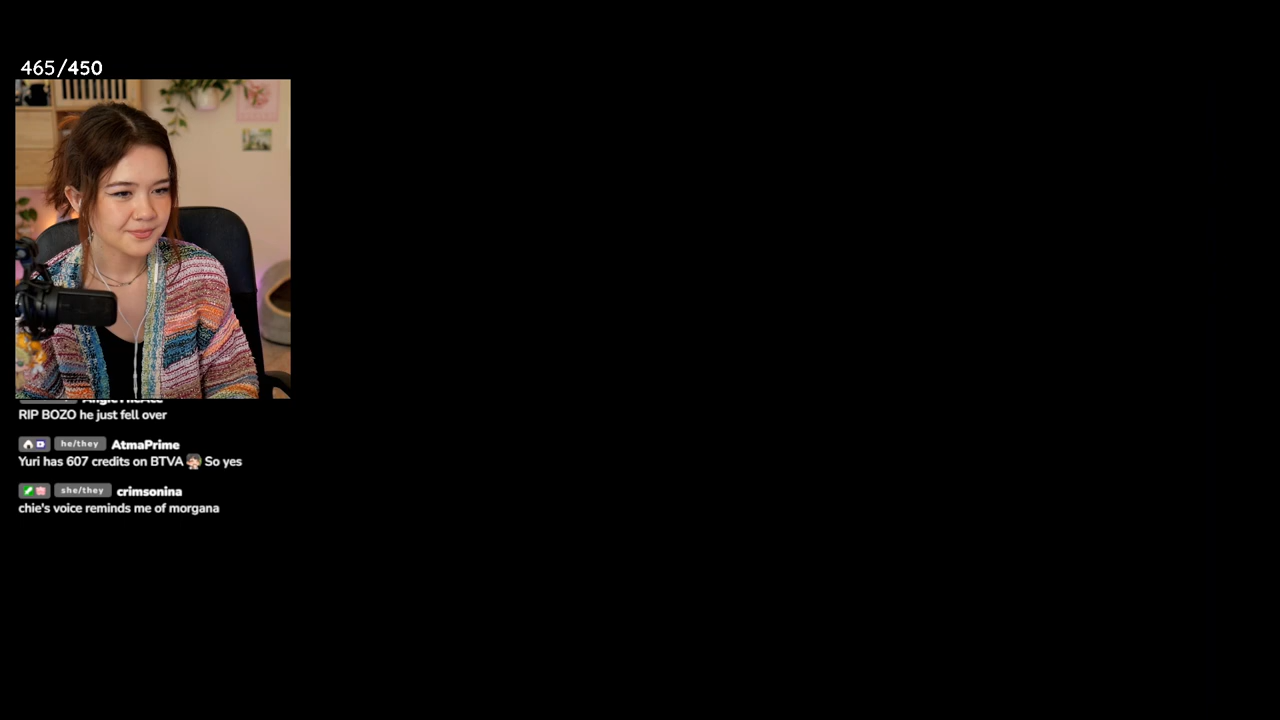 465/450
RIP BOZO he just fell over
he/they AtmaPrime
Yuri has 607 credits on BTVA So yes
she/they crimsonina
chie's voice reminds me of morgana